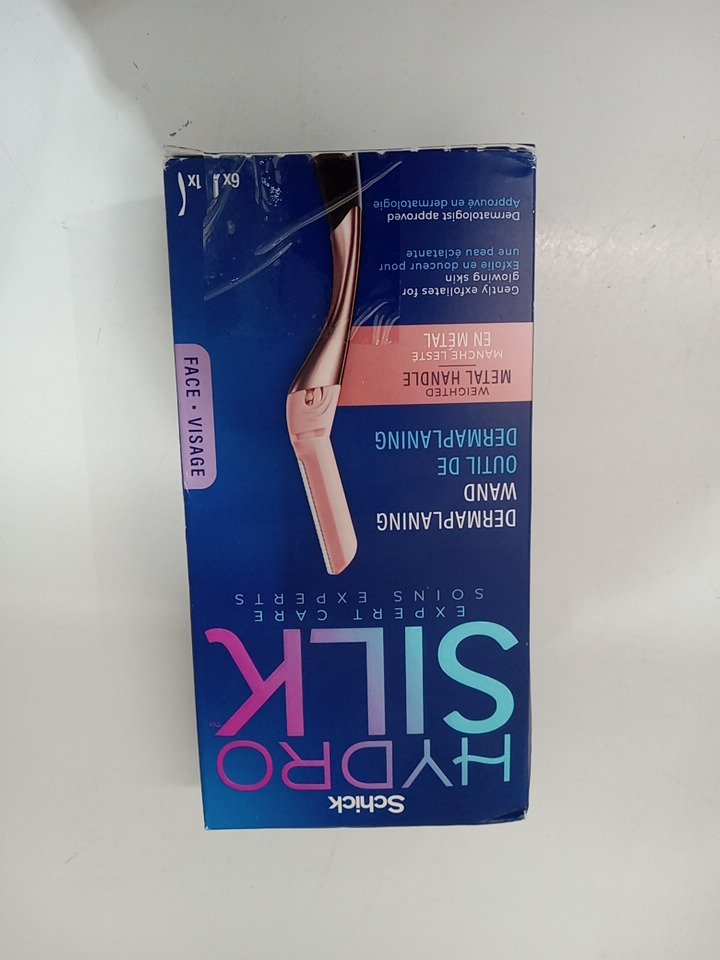 Schick
HYDRO
SILK™
EXPERT CARE
SOINS EXPERTS
DERMAPLANING
WAND
OUTIL DE
DERMAPLANING
WEIGHTED
METAL HANDLE
MANCHE LESTÉ
EN MÉTAL
Gently exfoliates for
glowing skin
Exfolie en douceur pour
une peau éclatante
Dermatologist approved
Approuvé en dermatologie
FACE • VISAGE
6x 1x